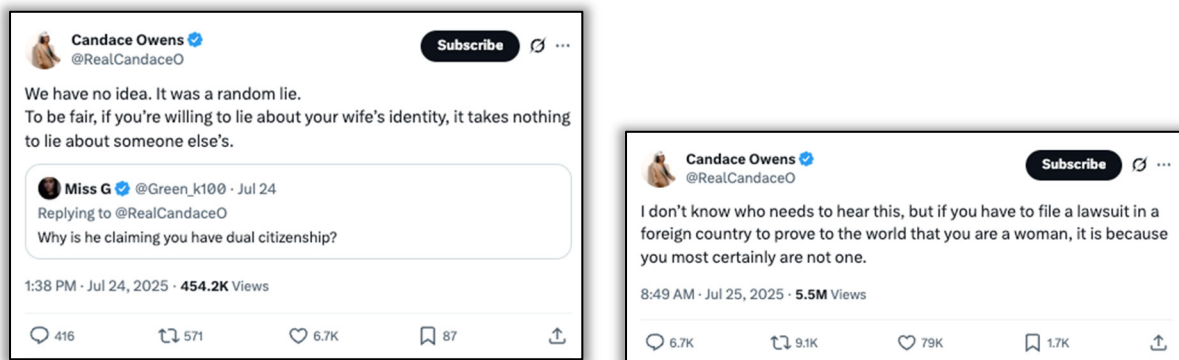 Candace Owens
@RealCandaceO
Subscribe
We have no idea. It was a random lie.
To be fair, if you’re willing to lie about your wife’s identity, it takes nothing
to lie about someone else’s.
Miss G @Green_k100 · Jul 24
Replying to @RealCandaceO
Why is he claiming you have dual citizenship?
1:38 PM · Jul 24, 2025 · 454.2K Views
416 571 6.7K 87
Candace Owens
@RealCandaceO
Subscribe
I don’t know who needs to hear this, but if you have to file a lawsuit in a
foreign country to prove to the world that you are a woman, it is because
you most certainly are not one.
8:49 AM · Jul 25, 2025 · 5.5M Views
6.7K 9.1K 79K 1.7K